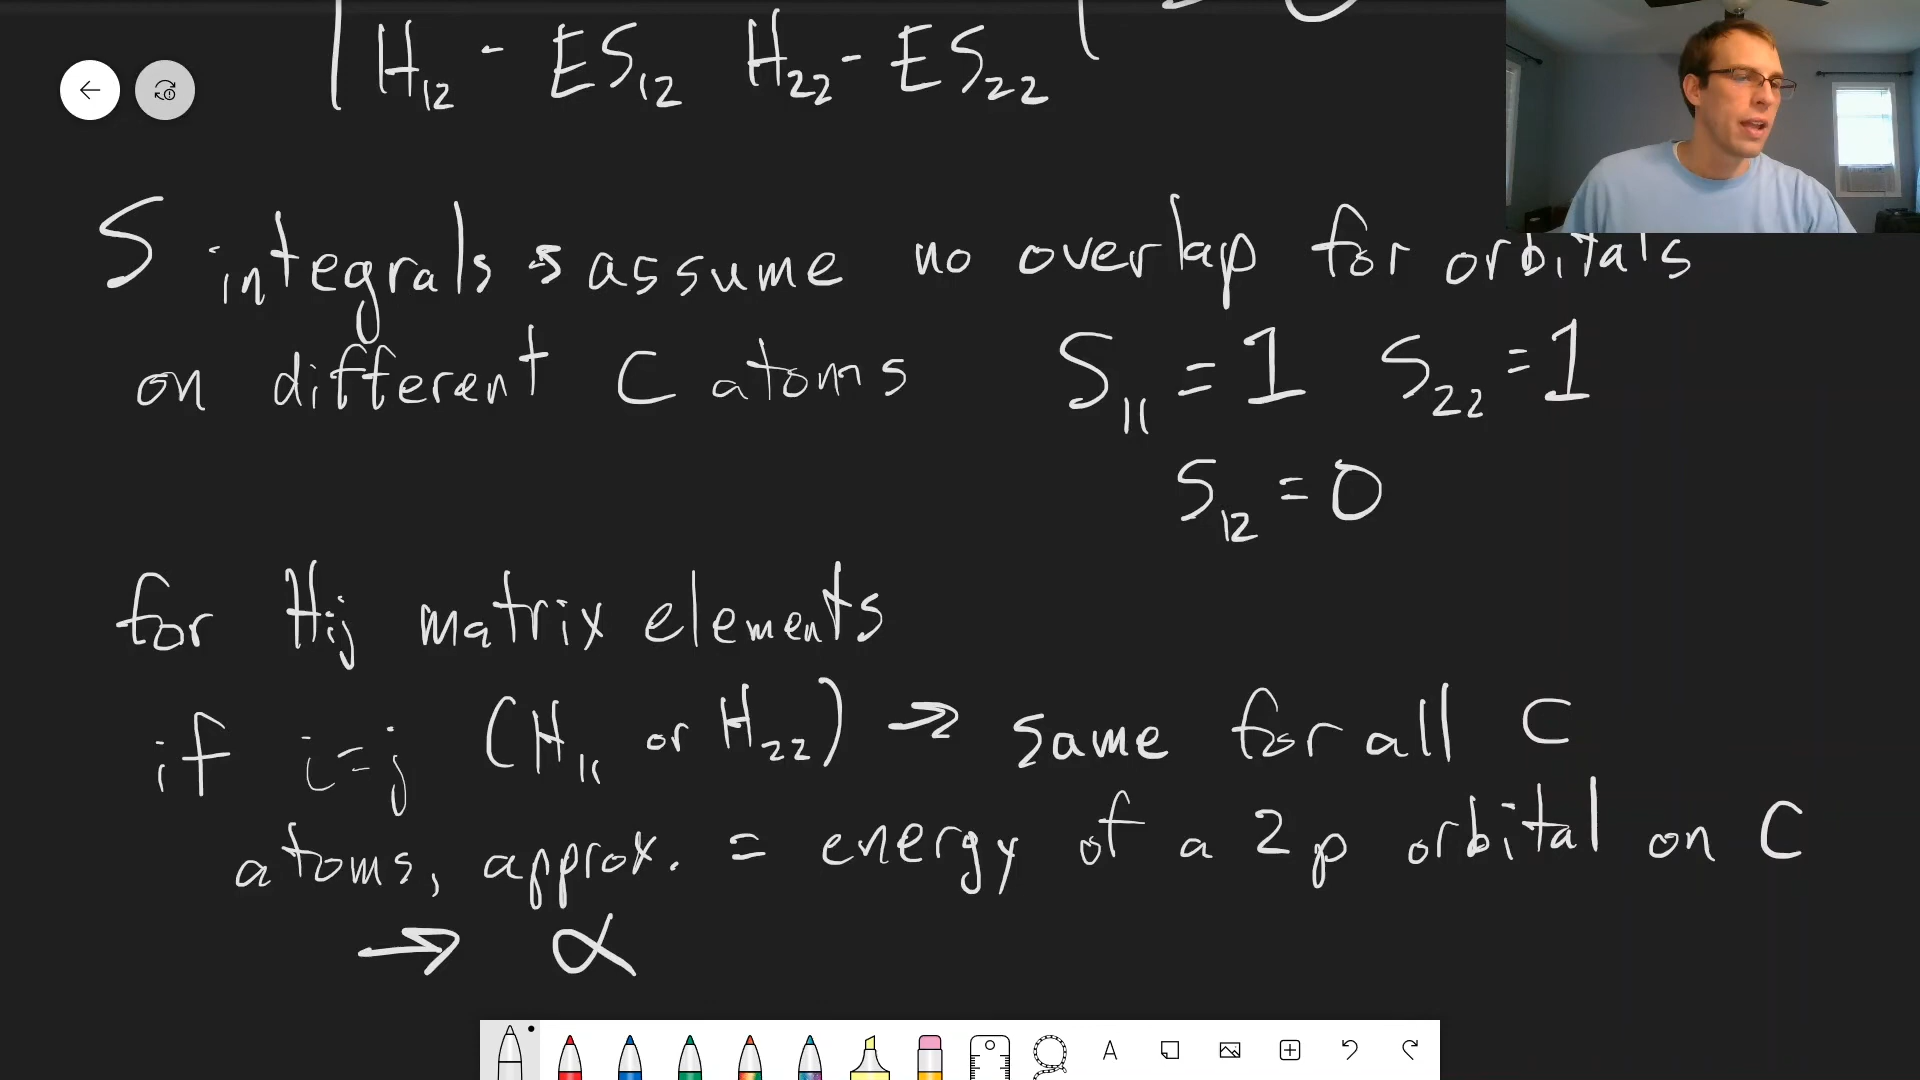 H₁₂ - ES₁₂ H₂₂ - ES₂₂
S integrals → assume no overlap for orbitals
on different C atoms S₁₁ = 1 S₂₂ = 1
S₁₂ = 0
for Hij matrix elements
if i=j (H₁₁ or H₂₂) → same for all C
atoms, approx. = energy of a 2p orbital on C
→ α
A